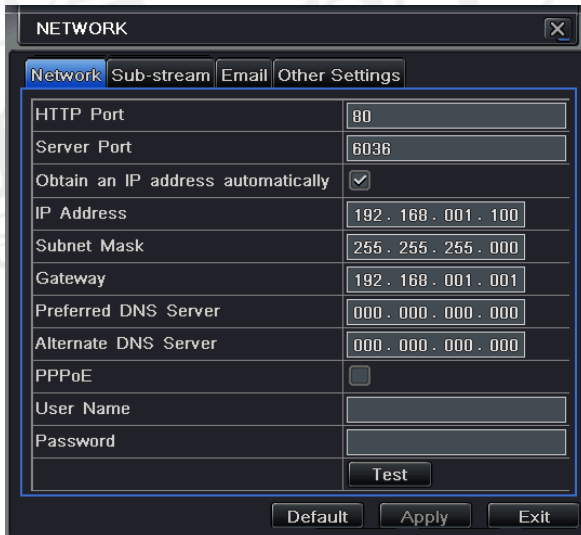 NETWORK
Network Sub-stream Email Other Settings
HTTP Port 80
Server Port 6036
Obtain an IP address automatically
IP Address 192 . 168 . 001 . 100
Subnet Mask 255 . 255 . 255 . 000
Gateway 192 . 168 . 001 . 001
Preferred DNS Server 000 . 000 . 000 . 000
Alternate DNS Server 000 . 000 . 000 . 000
PPPoE
User Name
Password
Test
Default Apply Exit